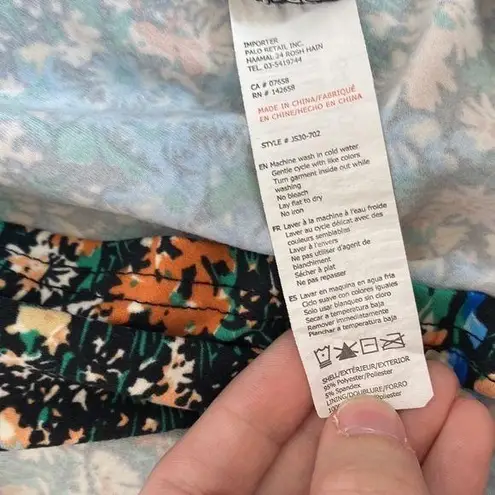 IMPORTER
PALO RETAIL INC.
HAAMAL 24 ROSH HAIN
TEL. 03-5419744
CA # 07658
RN # 142658
MADE IN CHINA/FABRIQUÉ
EN CHINE/HECHO EN CHINA
STYLE # JS30-702
EN Machine wash in cold water
Gentle cycle with like colors
Turn garment inside out while
washing
No bleach
Lay flat to dry
No iron
FR Laver à la machine à l'eau froide
Laver au cycle délicat avec des
couleurs semblables
Laver à l'envers
Ne pas utiliser d'agent de
blanchiment
Sécher à plat
Ne pas repasser
ES Lavar en maquina en agua fria
Ciclo suave con colores iguales
Solo usar blanqueo sin cloro
Secar a temperatura baja
Remover immediatamente
Planchar a temperatura baja
SHELL/EXTÉRIEUR/EXTERIOR
95% Polyester/Poliester
5% Spandex
LINING/DOUBLURE/FORRO
Polyester/Poliester